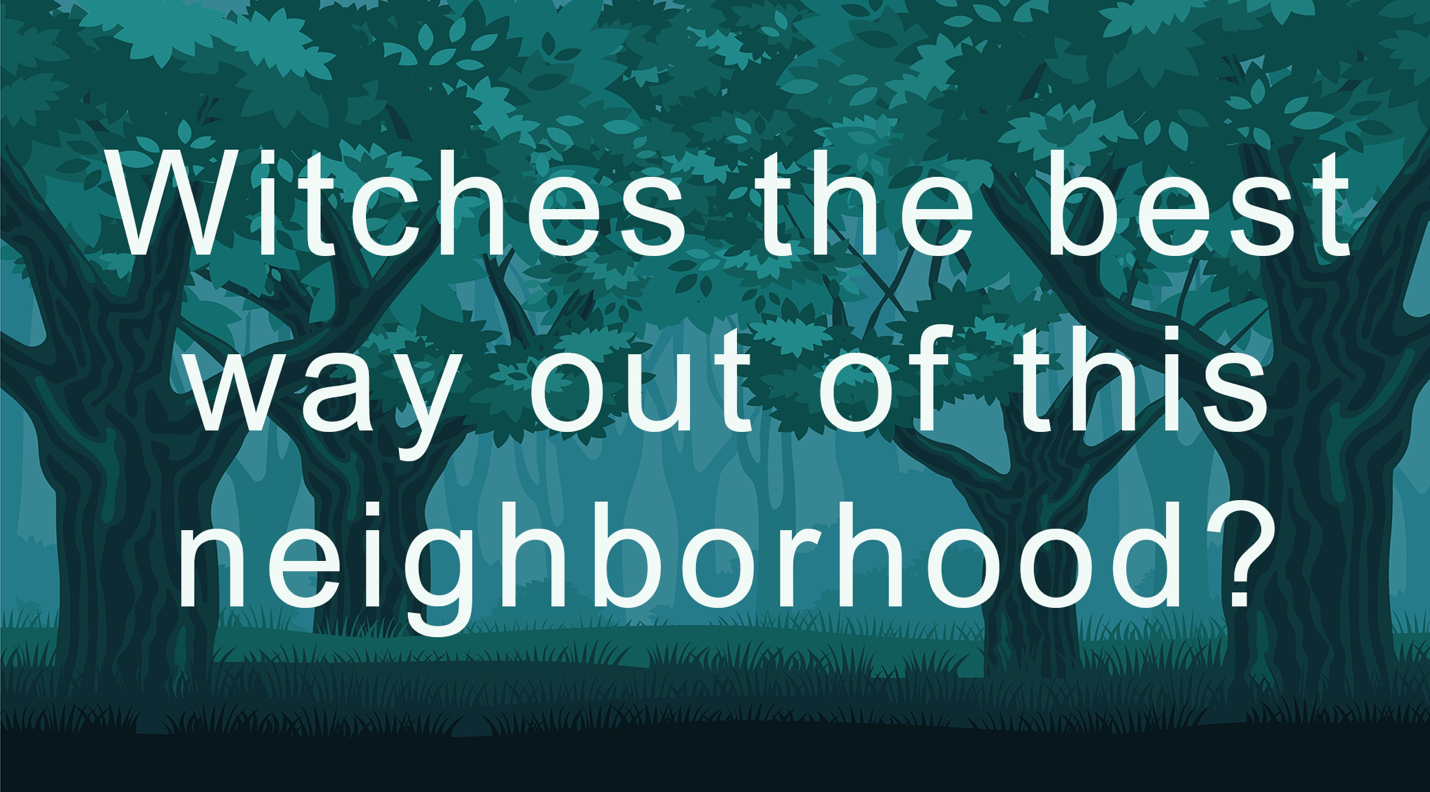 Witches the best
way out of this
neighborhood?